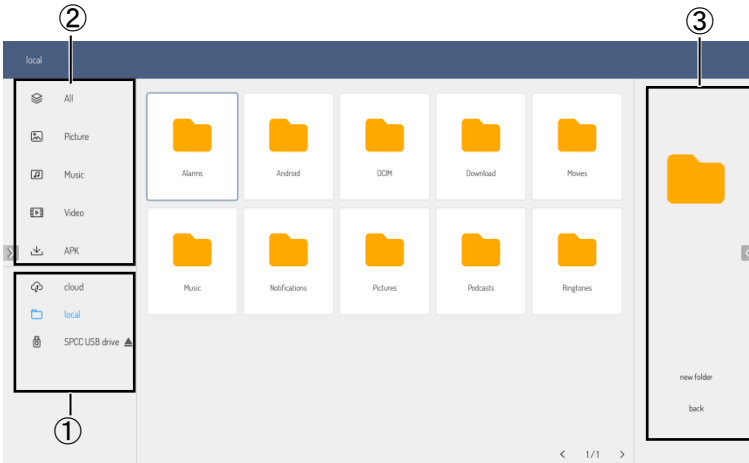 ② ③
local
All
Picture
Music
Video
APK
cloud
local
SPCC USB drive
①
Alarms Android DCIM Download Movies
Music Notifications Pictures Podcasts Ringtones
< 1/1 >
new folder
back